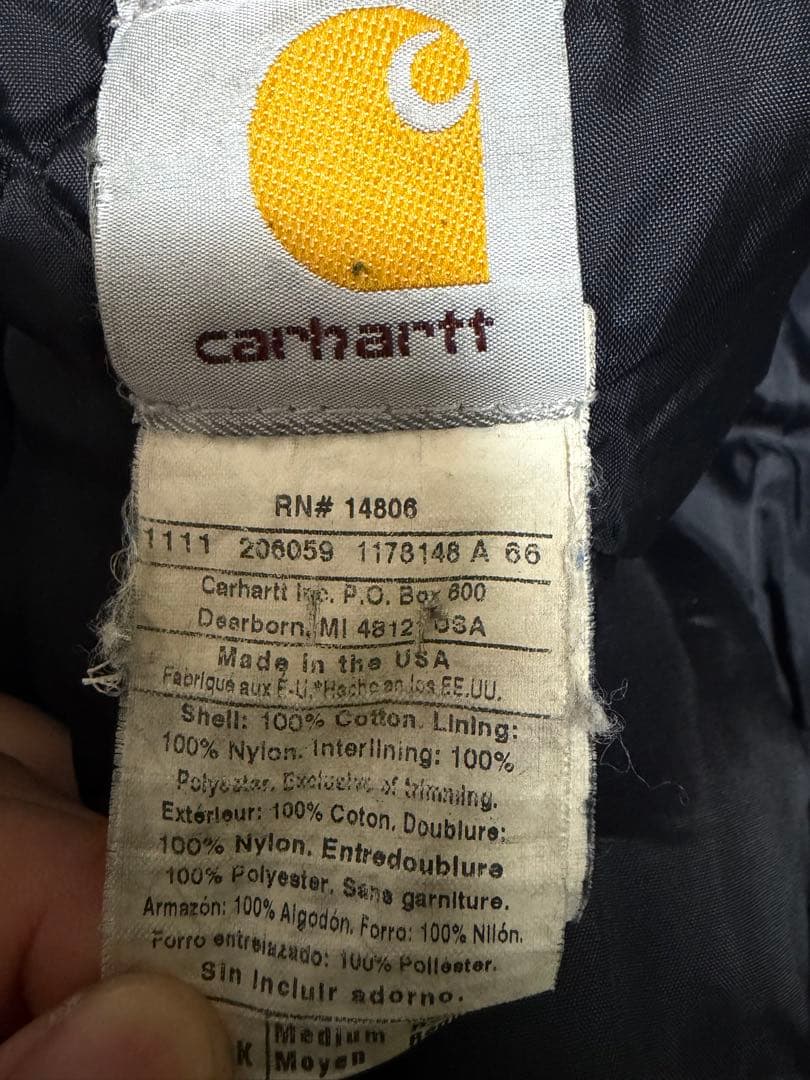 carhartt
RN# 14806
1111 206059 1178148 A 66
Carhartt Inc. P.O. Box 600
Dearborn, MI 4812 USA
Made in the USA
Fabriqué aux É-U.*Hecho en los EE.UU.
Shell: 100% Cotton. Lining:
100% Nylon. Interlining: 100%
Polyester. Exclusive of trimming.
Extérieur: 100% Coton. Doublure:
100% Nylon. Entredoublure
100% Polyester. Sans garniture.
Armazón: 100% Algodón. Forro: 100% Nilón.
Forro entrelazado: 100% Poliéster.
Sin incluir adorno.
K Medium
Moyen